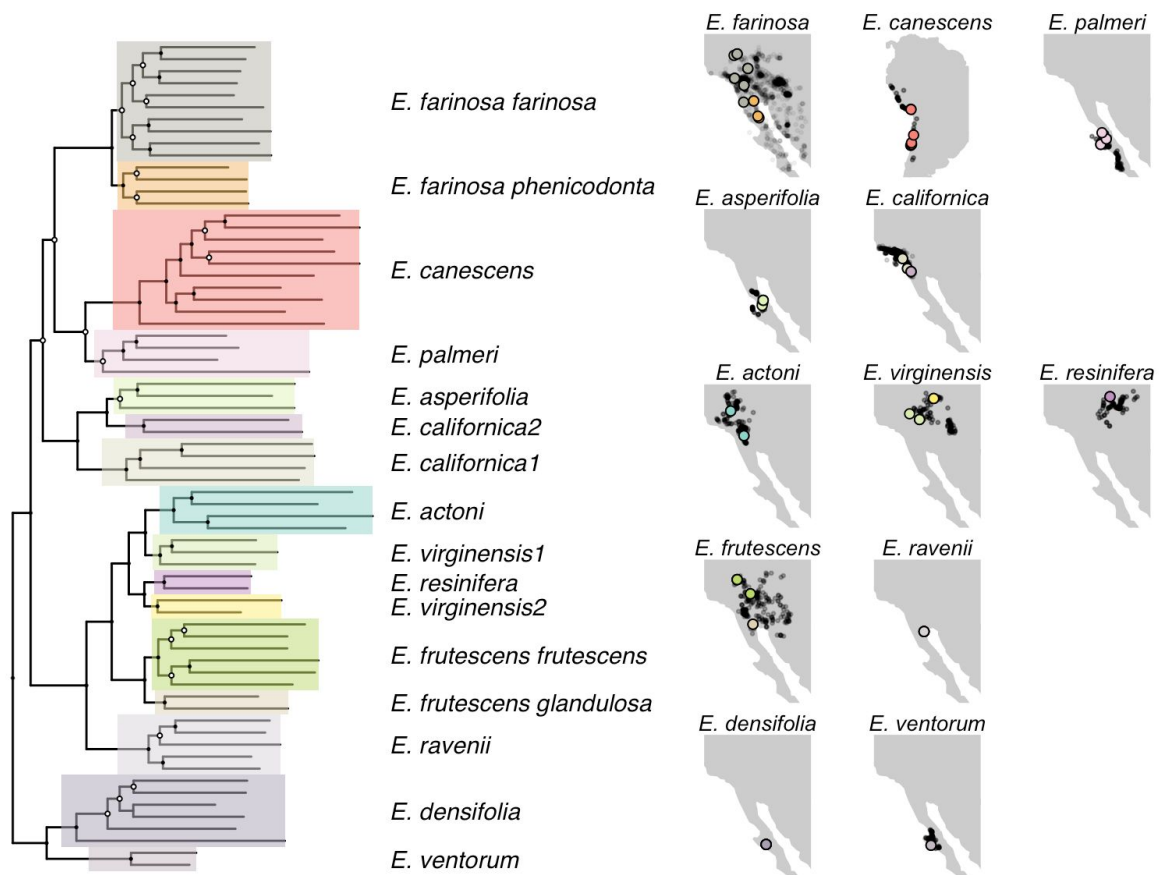 E. farinosa farinosa
E. farinosa phenicodonta
E. canescens
E. palmeri
E. asperifolia
E. californica2
E. californica1
E. actoni
E. virginensis1
E. resinifera
E. virginensis2
E. frutescens frutescens
E. frutescens glandulosa
E. ravenii
E. densifolia
E. ventorum
E. farinosa
E. canescens
E. palmeri
E. asperifolia
E. californica
E. actoni
E. virginensis
E. resinifera
E. frutescens
E. ravenii
E. densifolia
E. ventorum